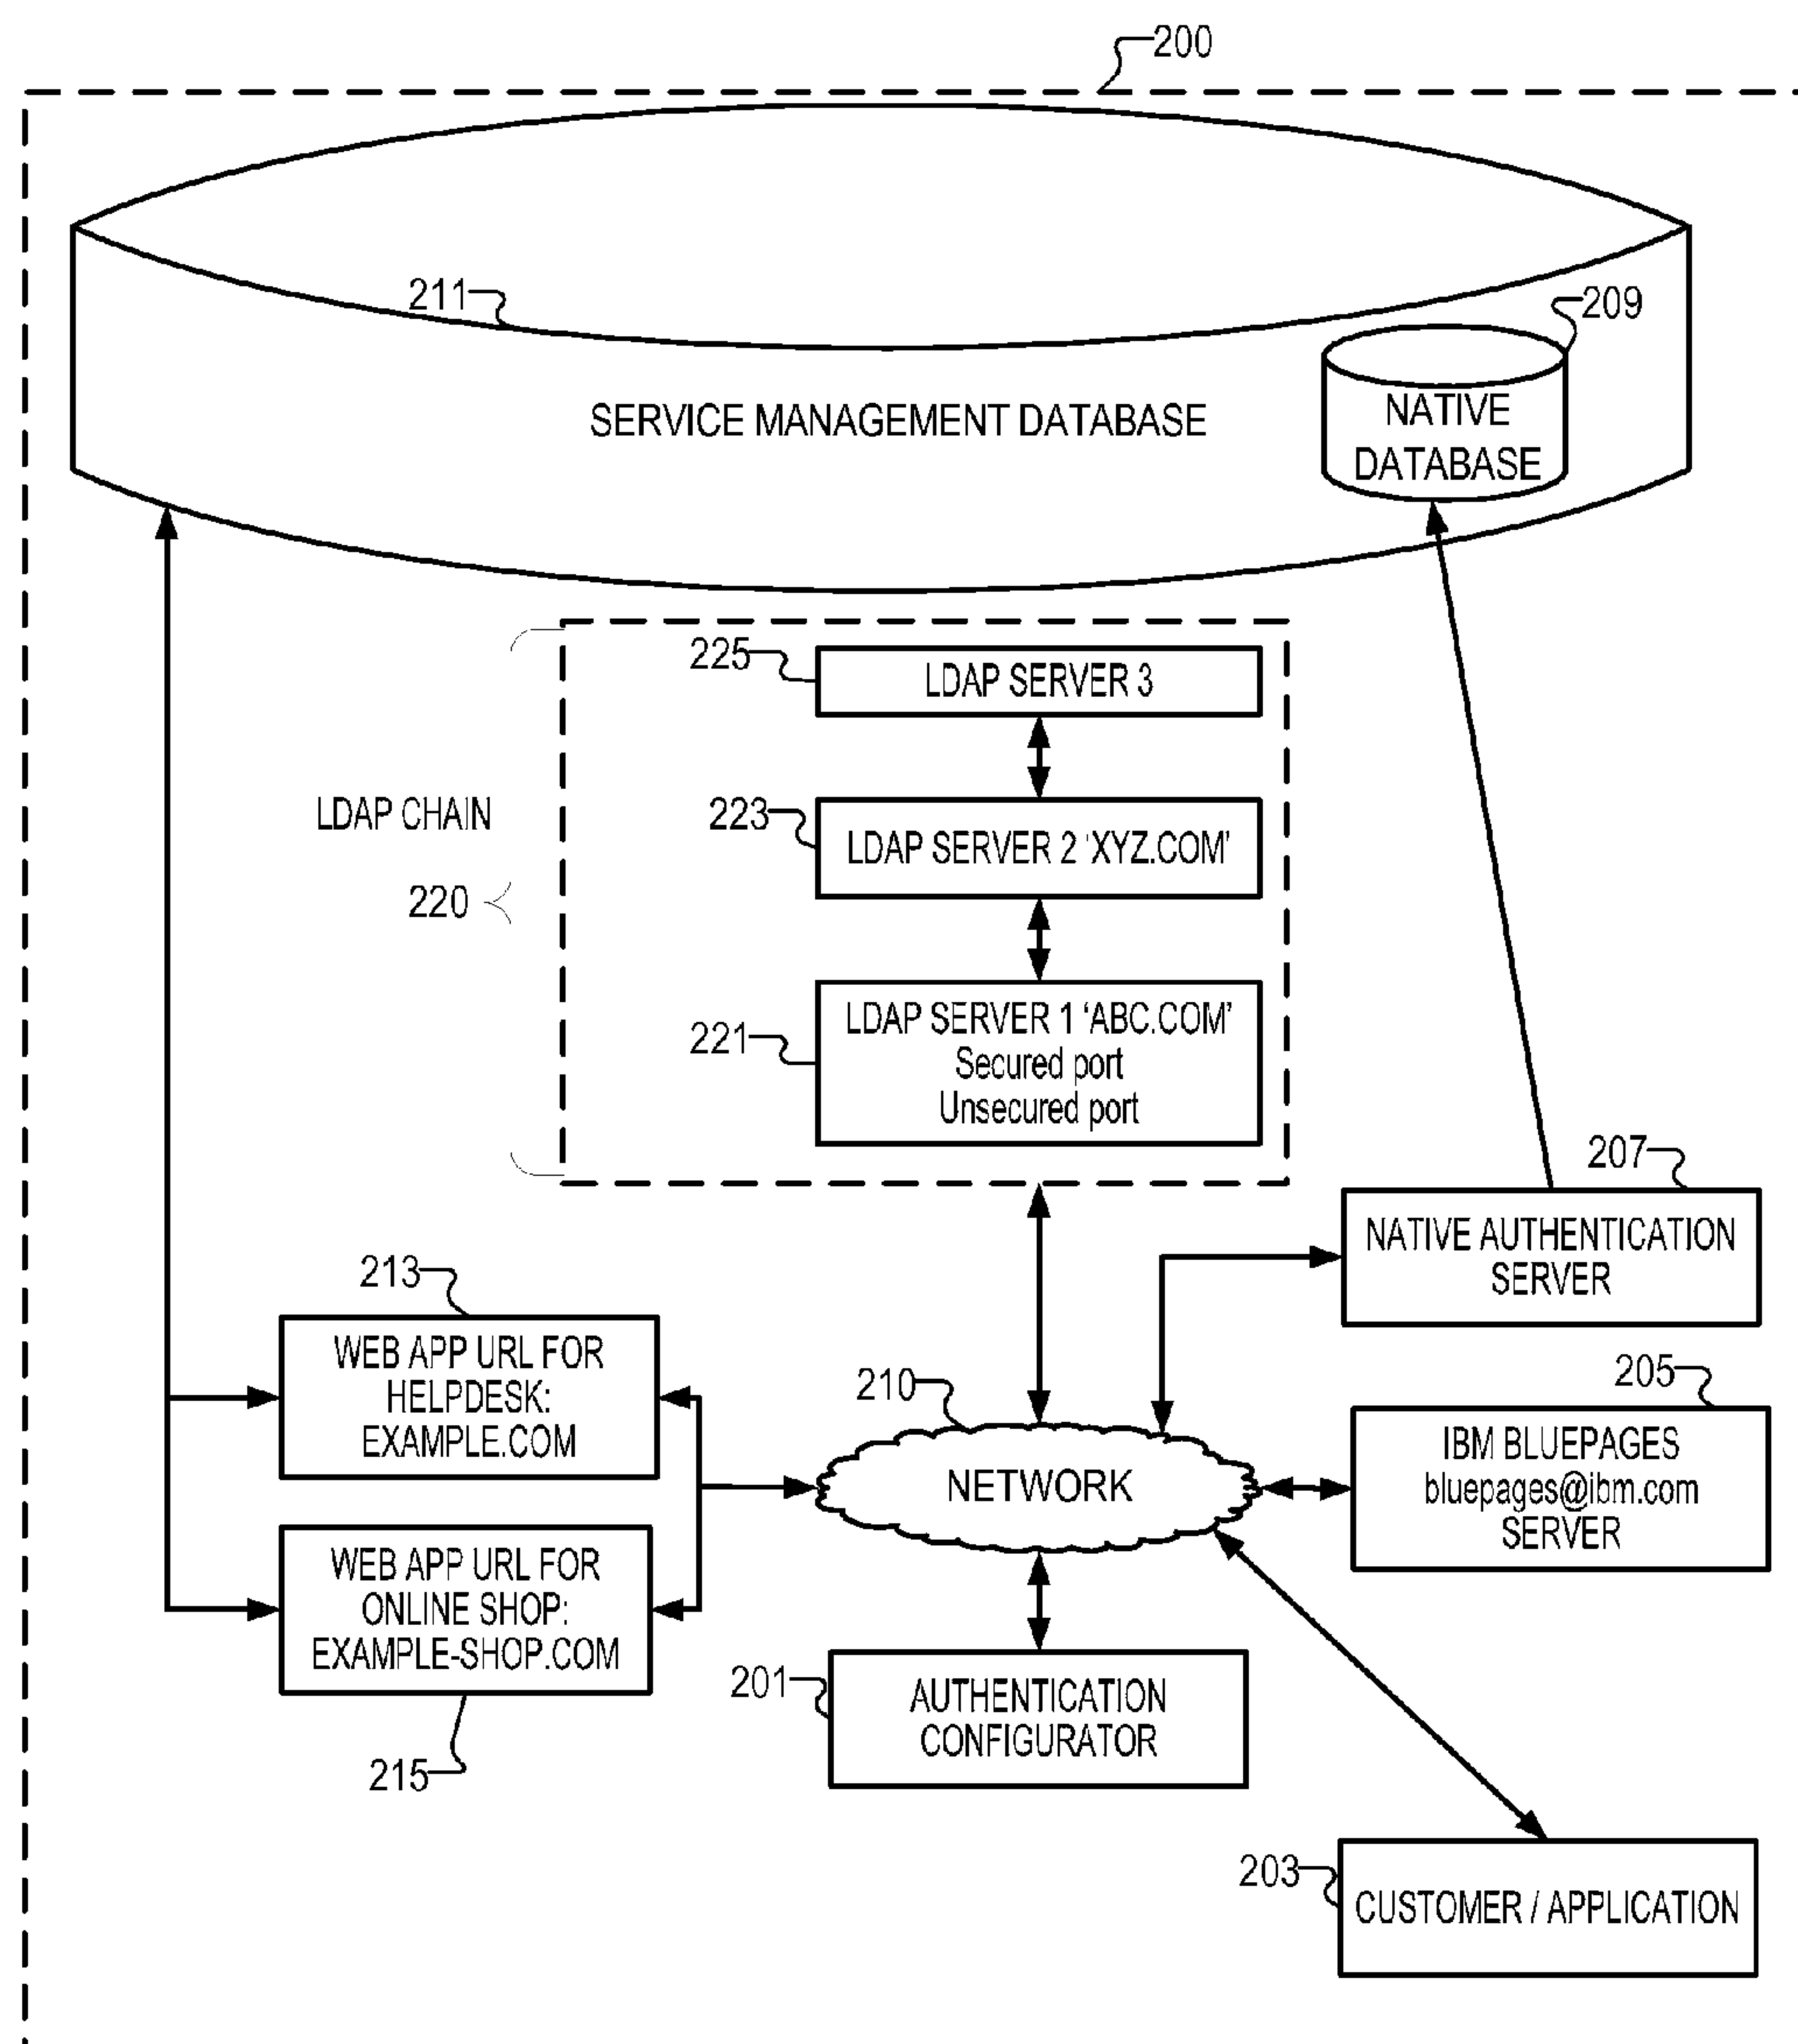 200
211
209
SERVICE MANAGEMENT DATABASE
NATIVE
DATABASE
225
LDAP SERVER 3
LDAP CHAIN
220
223
LDAP SERVER 2 'XYZ.COM'
221
LDAP SERVER 1 ‘ABC.COM’
Secured port
Unsecured port
207
NATIVE AUTHENTICATION
SERVER
213
WEB APP URL FOR
HELPDESK:
EXAMPLE.COM
210
NETWORK
205
IBM BLUEPAGES
bluepages@ibm.com
SERVER
WEB APP URL FOR
ONLINE SHOP:
EXAMPLE-SHOP.COM
215
201
AUTHENTICATION
CONFIGURATOR
203
CUSTOMER / APPLICATION